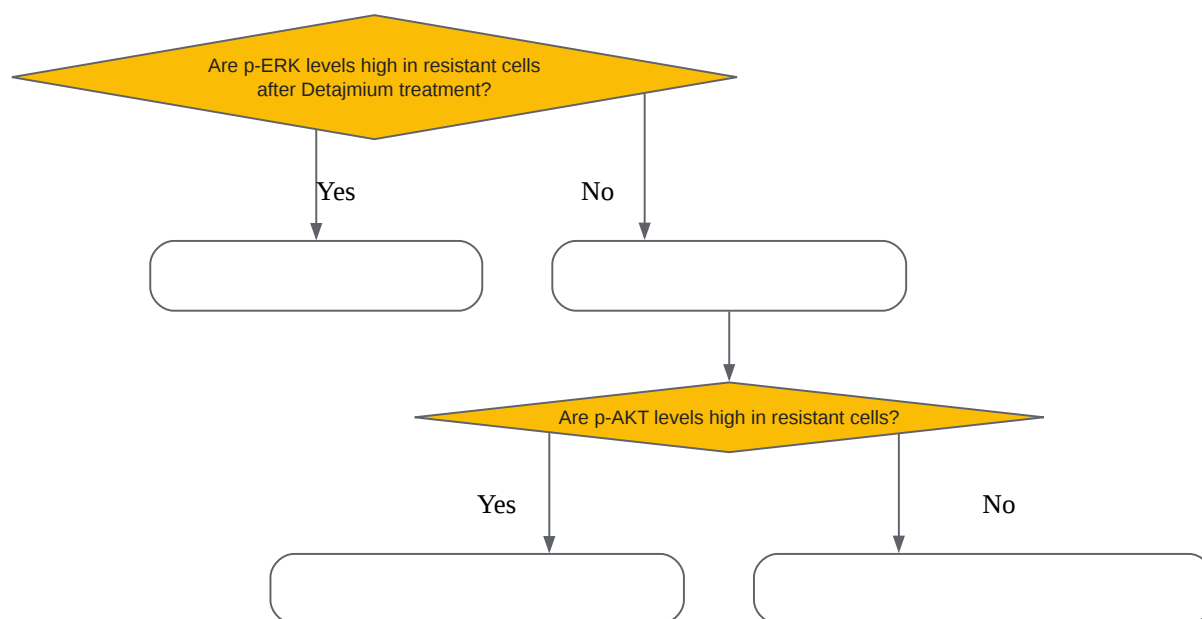 Are p-ERK levels high in resistant cells
after Detajmium treatment?
Yes
No
Are p-AKT levels high in resistant cells?
Yes
No